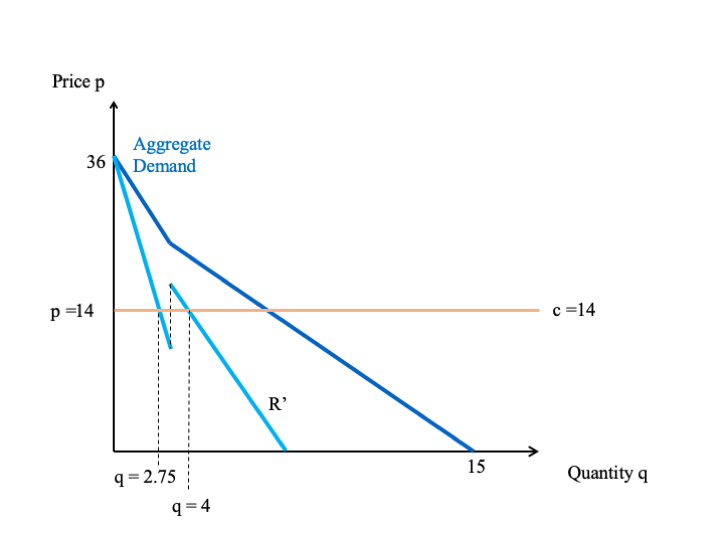 Price p
Aggregate
Demand
36
p =14
c =14
R’
15
Quantity q
q = 2.75
q = 4